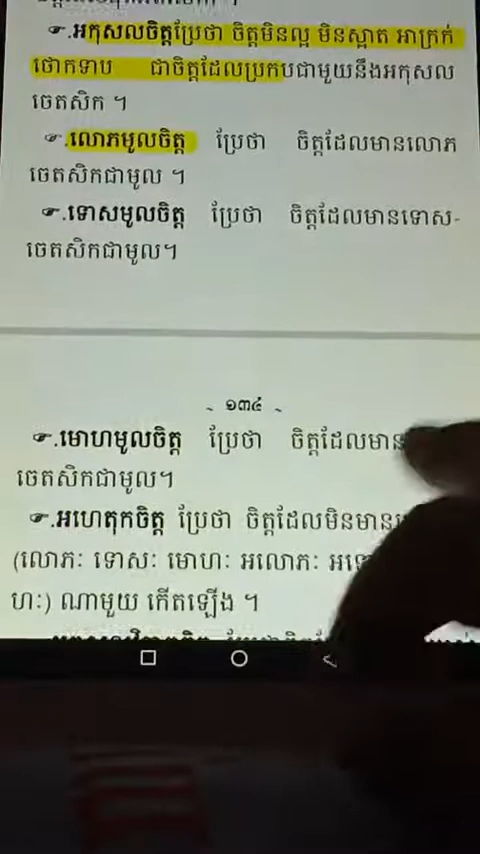 ☛.អកុសលចិត្តប្រែថា ចិត្តមិនល្អ មិនស្អាត អាក្រក់
ថោកទាប ជាចិត្តដែលប្រកបជាមួយនឹងអកុសល
ចេតសិក ។
☛.លោភមូលចិត្ត ប្រែថា ចិត្តដែលមានលោភ
ចេតសិកជាមូល ។
☛.ទោសមូលចិត្ត ប្រែថា ចិត្តដែលមានទោស-
ចេតសិកជាមូល។
~ ១៣៤ ~
☛.មោហមូលចិត្ត ប្រែថា ចិត្តដែលមាន
ចេតសិកជាមូល។
☛.អហេតុកចិត្ត ប្រែថា ចិត្តដែលមិនមាន
(លោភៈ ទោសៈ មោហៈ អលោភៈ
ហៈ) ណាមួយ កើតឡើង ។